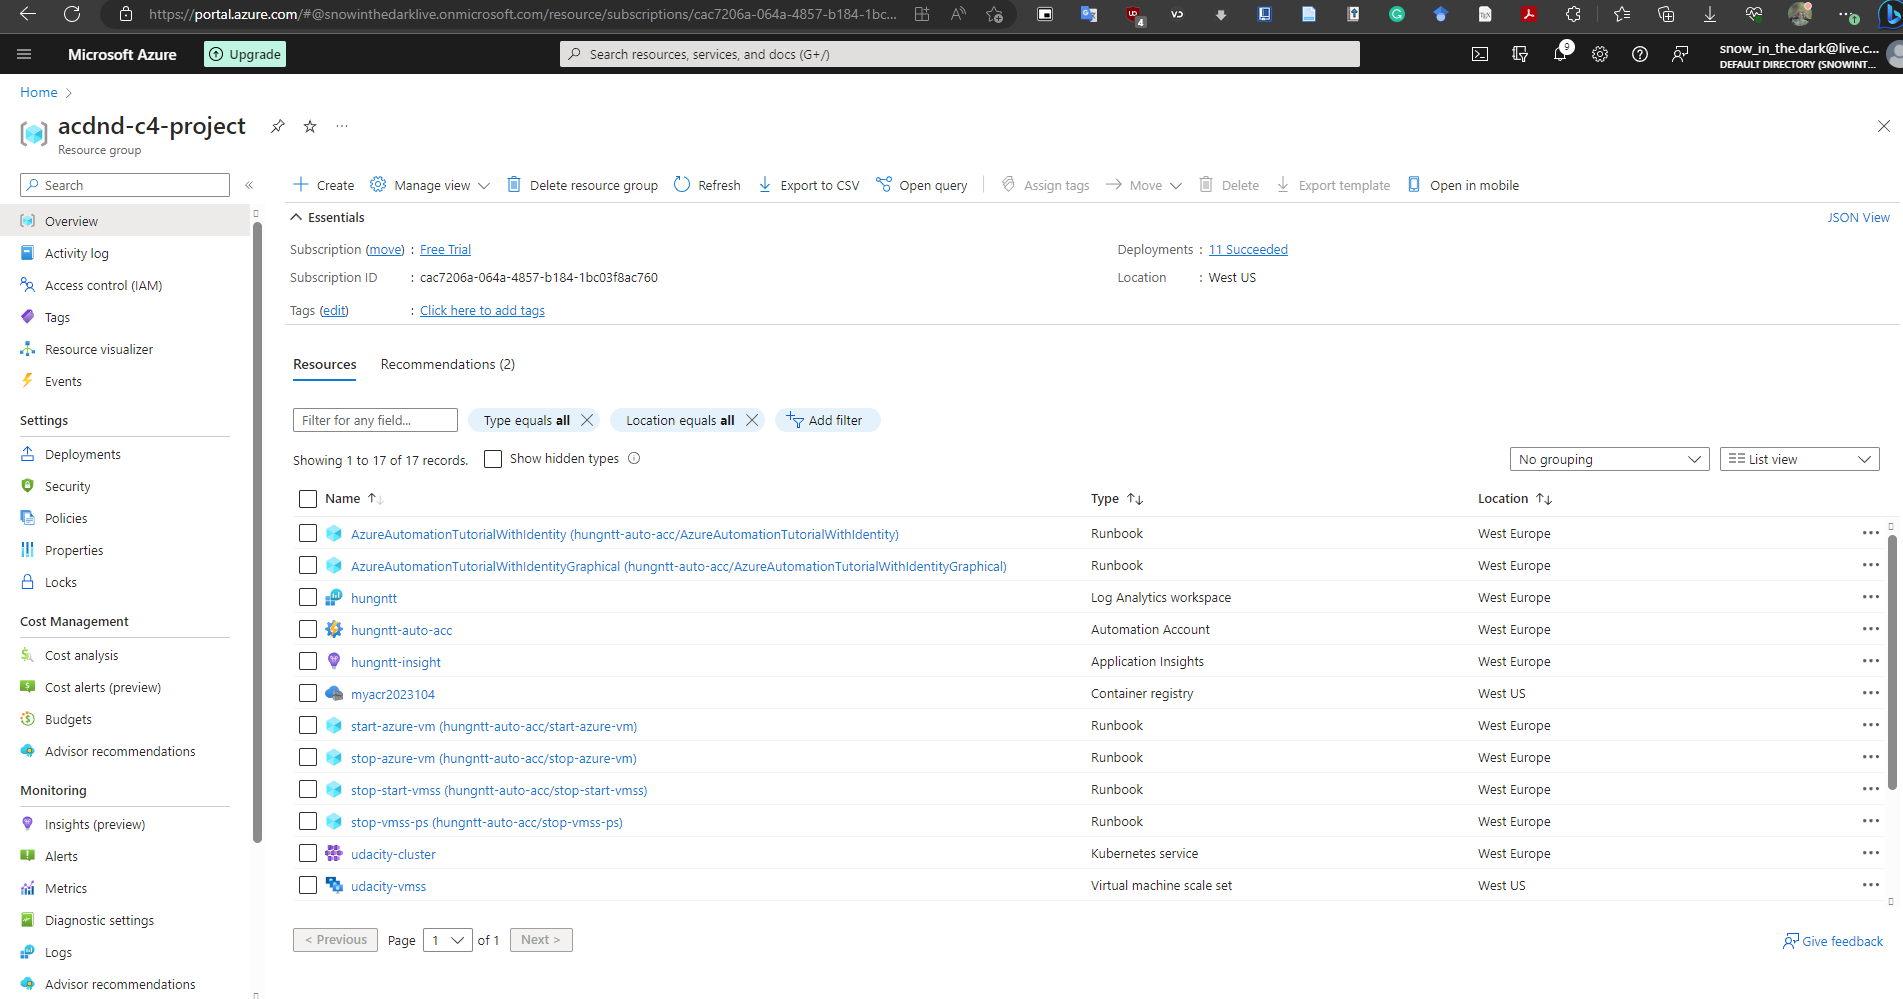 https://portal.azure.com/#@snowinthedarklive.onmicrosoft.com/resource/subscriptions/cac7206a-064a-4857-b184-1bc...
4
Microsoft Azure
Upgrade
Search resources, services, and docs (G+/)
9
snow_in_the.dark@live.c...
DEFAULT DIRECTORY (SNOWINT...
Home
acdnd-c4-project
Resource group
Search
Create
Manage view
Delete resource group
Refresh
Export to CSV
Open query
Assign tags
Move
Delete
Export template
Open in mobile
Overview
Activity log
Access control (IAM)
Tags
Resource visualizer
Events
Settings
Deployments
Security
Policies
Properties
Locks
Cost Management
Cost analysis
Cost alerts (preview)
Budgets
Advisor recommendations
Monitoring
Insights (preview)
Alerts
Metrics
Diagnostic settings
Logs
Advisor recommendations
Essentials
JSON View
Subscription (move) : Free Trial
Deployments : 11 Succeeded
Subscription ID : cac7206a-064a-4857-b184-1bc03f8ac760
Location : West US
Tags (edit) : Click here to add tags
Resources Recommendations (2)
Filter for any field...
Type equals all
Location equals all
Add filter
Showing 1 to 17 of 17 records.
Show hidden types
No grouping
List view
Name Type Location
AzureAutomationTutorialWithIdentity (hungntt-auto-acc/AzureAutomationTutorialWithIdentity) Runbook West Europe
AzureAutomationTutorialWithIdentityGraphical (hungntt-auto-acc/AzureAutomationTutorialWithIdentityGraphical) Runbook West Europe
hungntt Log Analytics workspace West Europe
hungntt-auto-acc Automation Account West Europe
hungntt-insight Application Insights West Europe
myacr2023104 Container registry West US
start-azure-vm (hungntt-auto-acc/start-azure-vm) Runbook West Europe
stop-azure-vm (hungntt-auto-acc/stop-azure-vm) Runbook West Europe
stop-start-vmss (hungntt-auto-acc/stop-start-vmss) Runbook West Europe
stop-vmss-ps (hungntt-auto-acc/stop-vmss-ps) Runbook West Europe
udacity-cluster Kubernetes service West Europe
udacity-vmss Virtual machine scale set West US
< Previous Page 1 of 1 Next >
Give feedback